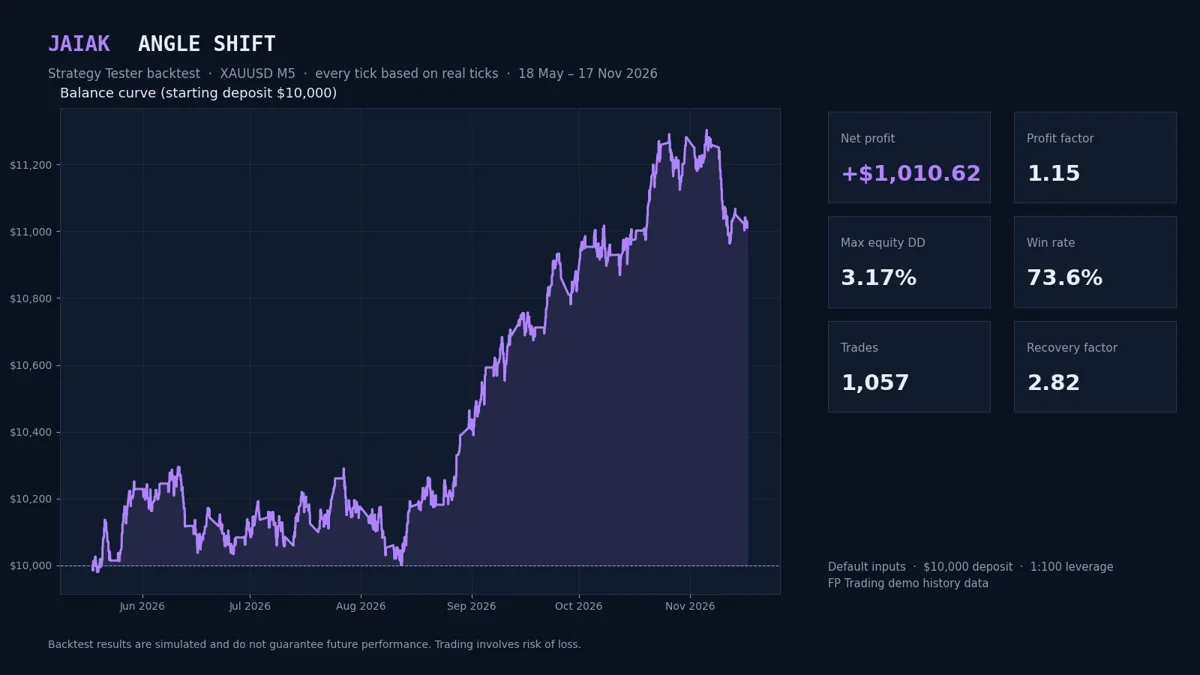 JAIAK ANGLE SHIFT
Strategy Tester backtest · XAUUSD M5 · every tick based on real ticks · 18 May – 17 Nov 2026
Balance curve (starting deposit $10,000)
$11,200
$11,000
$10,800
$10,600
$10,400
$10,200
$10,000
Jun 2026
Jul 2026
Aug 2026
Sep 2026
Oct 2026
Nov 2026
Net profit
+$1,010.62
Profit factor
1.15
Max equity DD
3.17%
Win rate
73.6%
Trades
1,057
Recovery factor
2.82
Default inputs · $10,000 deposit · 1:100 leverage
FP Trading demo history data
Backtest results are simulated and do not guarantee future performance. Trading involves risk of loss.